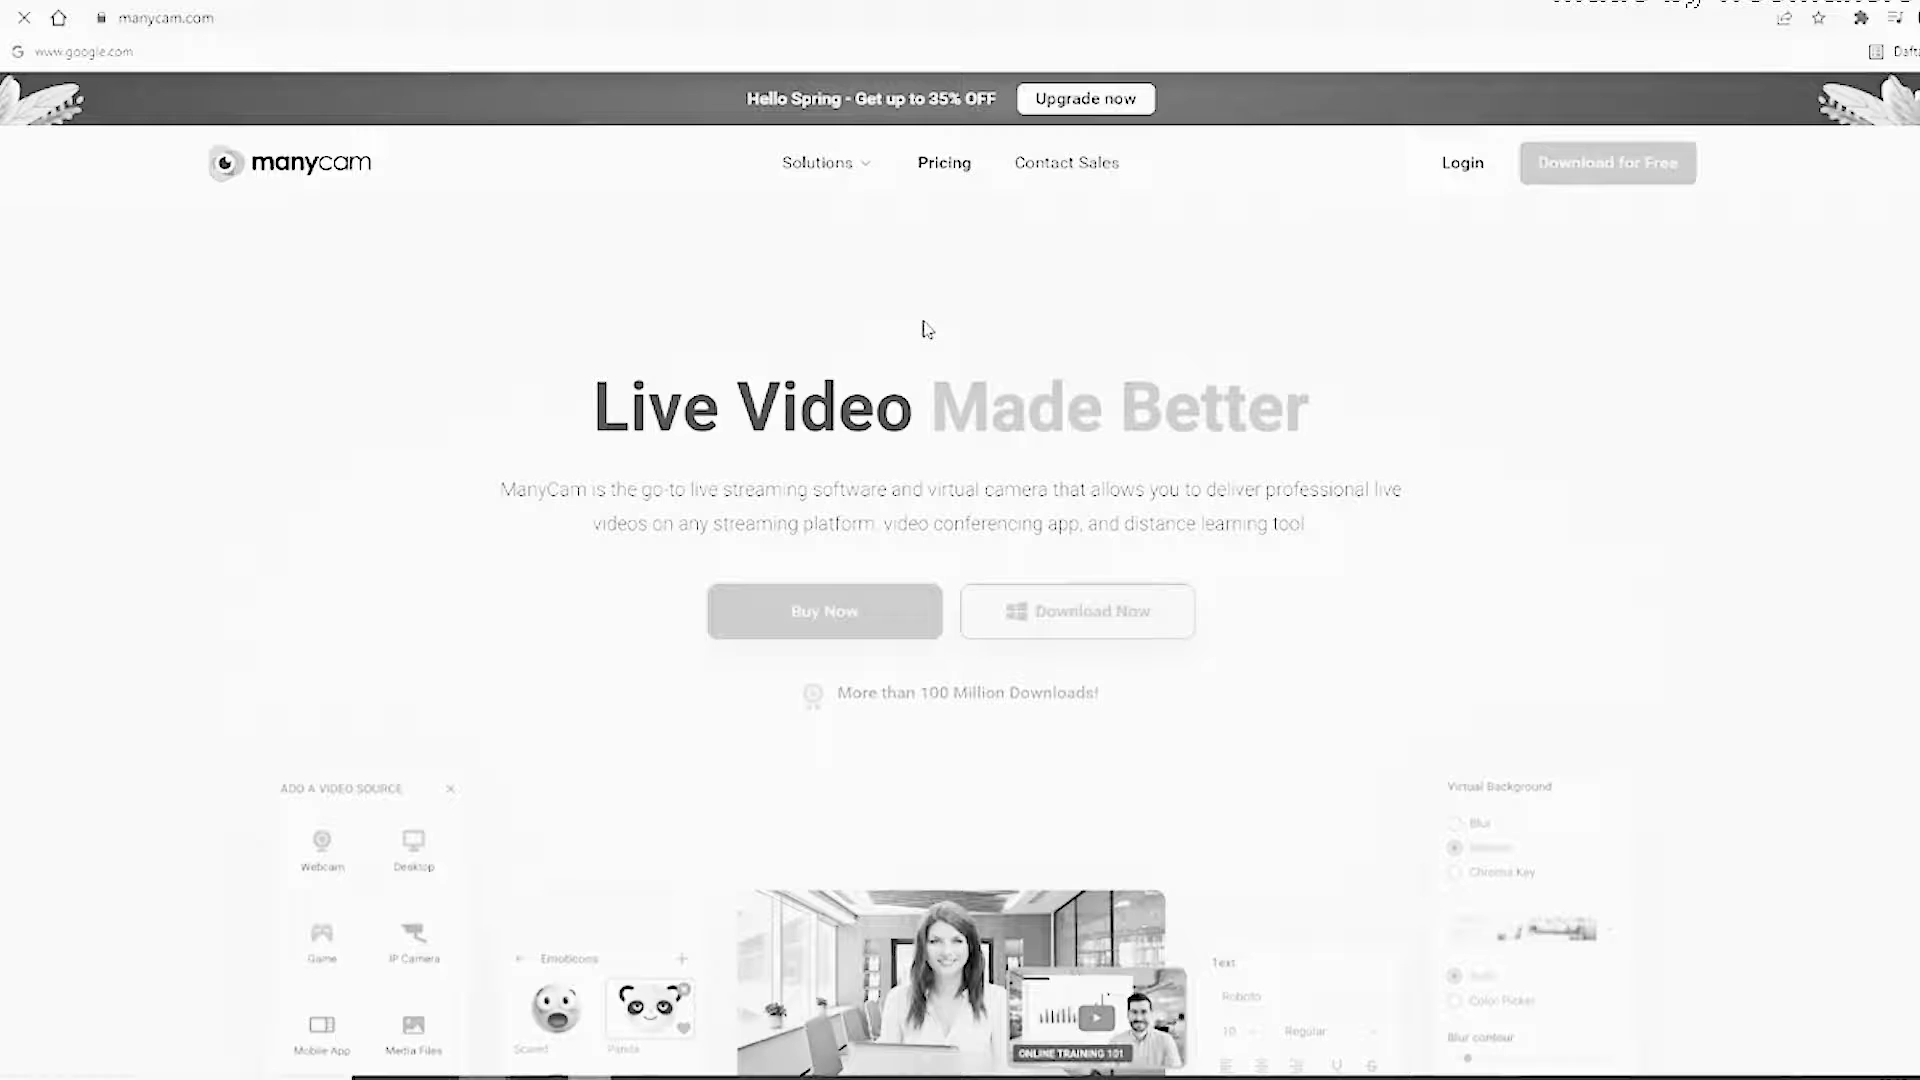 manycam.com
www.google.com
Hello Spring - Get up to 35% OFF
Upgrade now
manycam
Solutions
Pricing
Contact Sales
Login
Download for Free
Live Video Made Better
ManyCam is the go-to live streaming software and virtual camera that allows you to deliver professional live
videos on any streaming platform, video conferencing app, and distance learning tool.
Buy Now
Download Now
More than 100 Million Downloads!
ADD A VIDEO SOURCE
Webcam
Desktop
Game
IP Camera
Mobile App
Media Files
Emoticons
Scared
Panda
ONLINE TRAINING 101
Text
Roboto
10
Regular
U
S
Virtual Background
Blur
Chroma Key
Color Picker
Blur contour